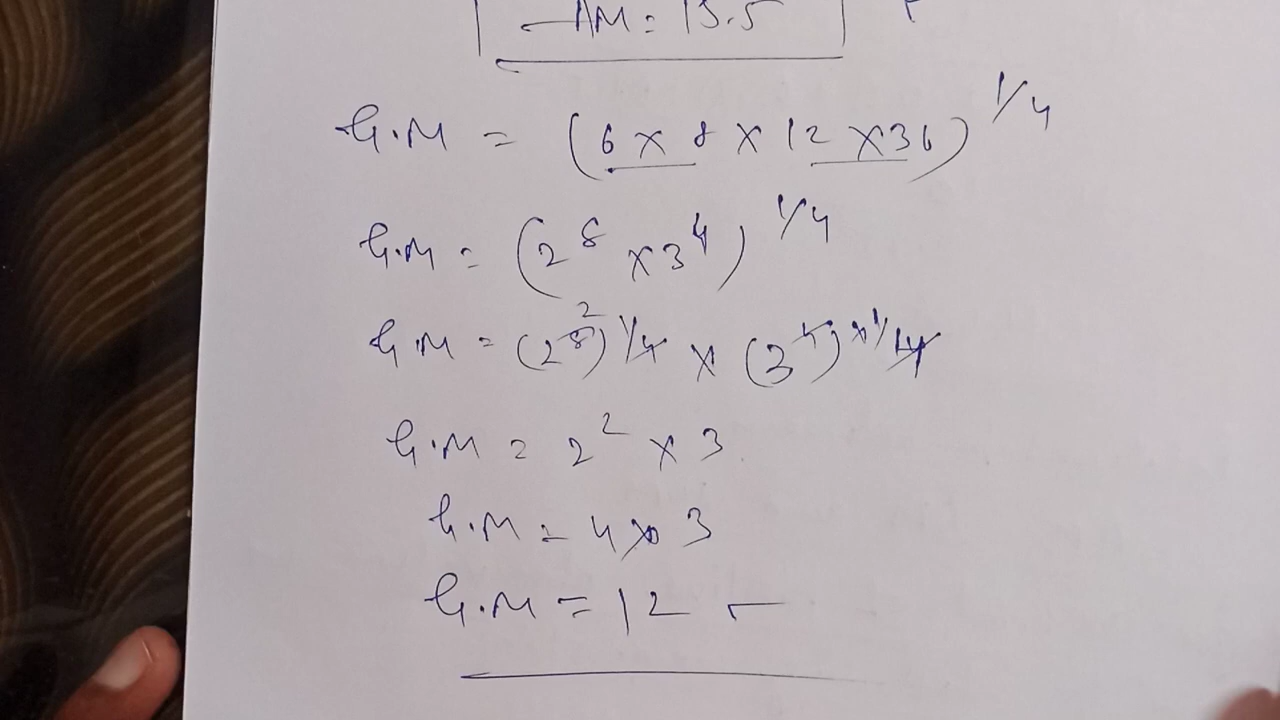 AM = 13.5
G.M = (6 x 8 x 12 x 36)^1/4
G.M = (2^8 x 3^4)^1/4
G.M = (2^8)^1/4 x (3^4)^x1/4
2
G.M = 2^2 x 3
G.M = 4 x 3
G.M = 12